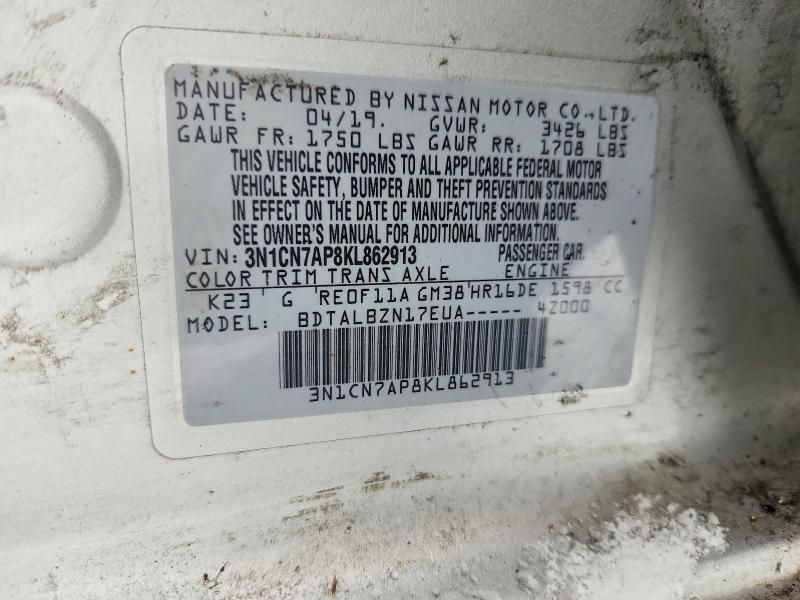 MANUFACTURED BY NISSAN MOTOR CO.,LTD.
DATE: 04/19. GVWR: 3426 LBS
GAWR FR: 1750 LBS GAWR RR: 1708 LBS
THIS VEHICLE CONFORMS TO ALL APPLICABLE FEDERAL MOTOR
VEHICLE SAFETY, BUMPER AND THEFT PREVENTION STANDARDS
IN EFFECT ON THE DATE OF MANUFACTURE SHOWN ABOVE.
SEE OWNER'S MANUAL FOR ADDITIONAL INFORMATION.
VIN: 3N1CN7AP8KL862913 PASSENGER CAR.
COLOR TRIM TRANS AXLE ENGINE
K23 G RE0F11A GM38 HR16DE 1598 CC
MODEL: BDTALBZN17EUA----- 4Z000
3N1CN7AP8KL862913